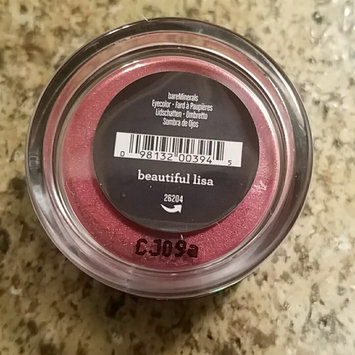 bareMinerals
Eyecolor · Fard à Paupières
Lidschatten · Ombretto
Sombra de Ojos
0 98132 00394 5
beautiful lisa
26204
CJ09a